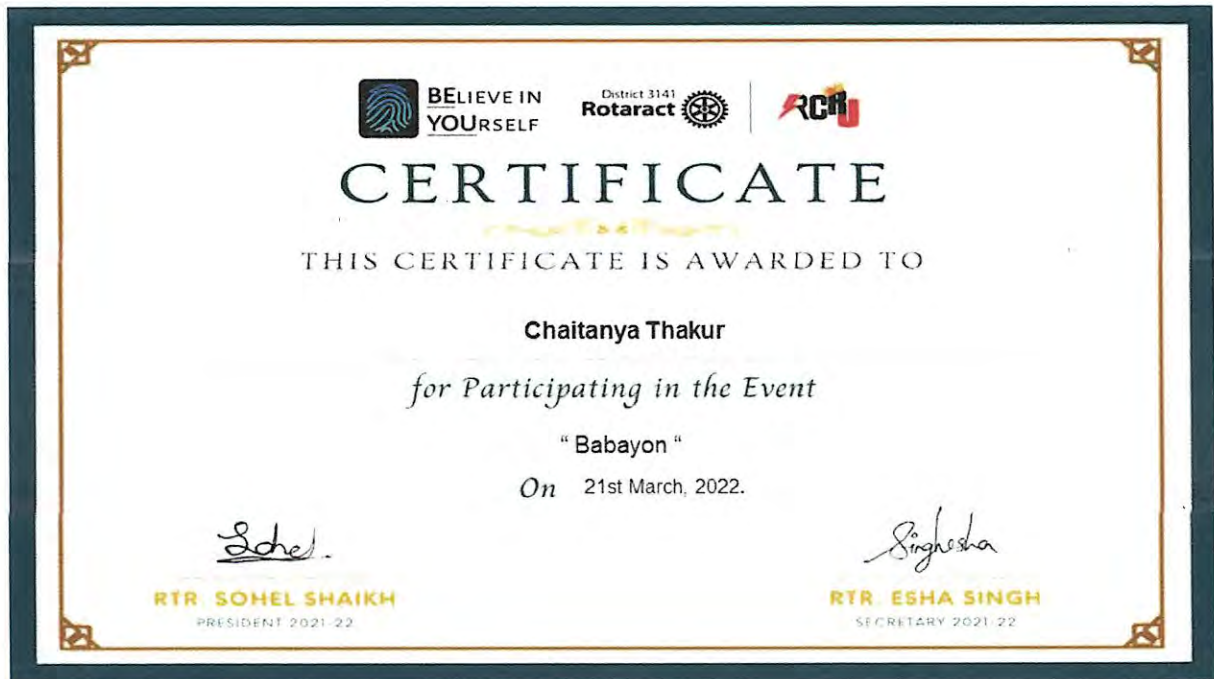 BELIEVE IN
YOURSELF
District 3141
Rotaract
RCRU
CERTIFICATE
THIS CERTIFICATE IS AWARDED TO
Chaitanya Thakur
for Participating in the Event
“ Babayon “
On 21st March, 2022.
Sohel.
Singhesha
RTR. SOHEL SHAIKH
RTR. ESHA SINGH
PRESIDENT 2021-22
SECRETARY 2021-22